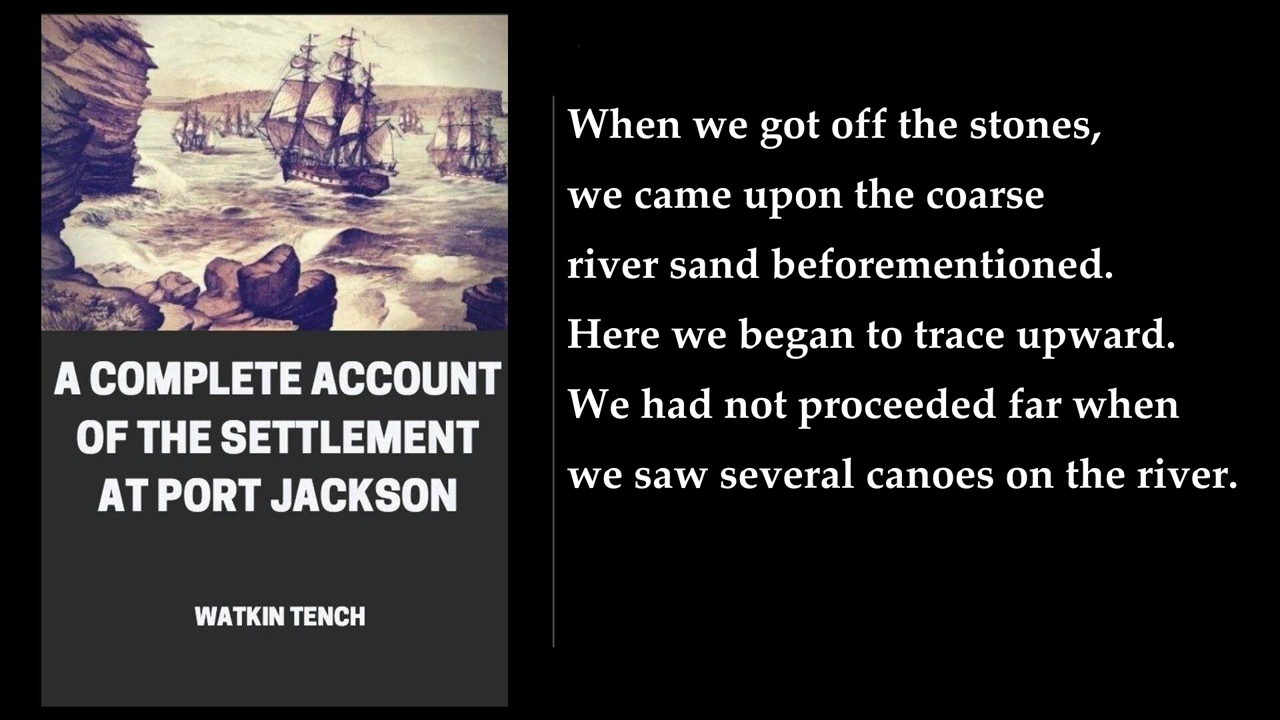 A COMPLETE ACCOUNT
OF THE SETTLEMENT
AT PORT JACKSON
WATKIN TENCH
When we got off the stones,
we came upon the coarse
river sand beforementioned.
Here we began to trace upward.
We had not proceeded far when
we saw several canoes on the river.